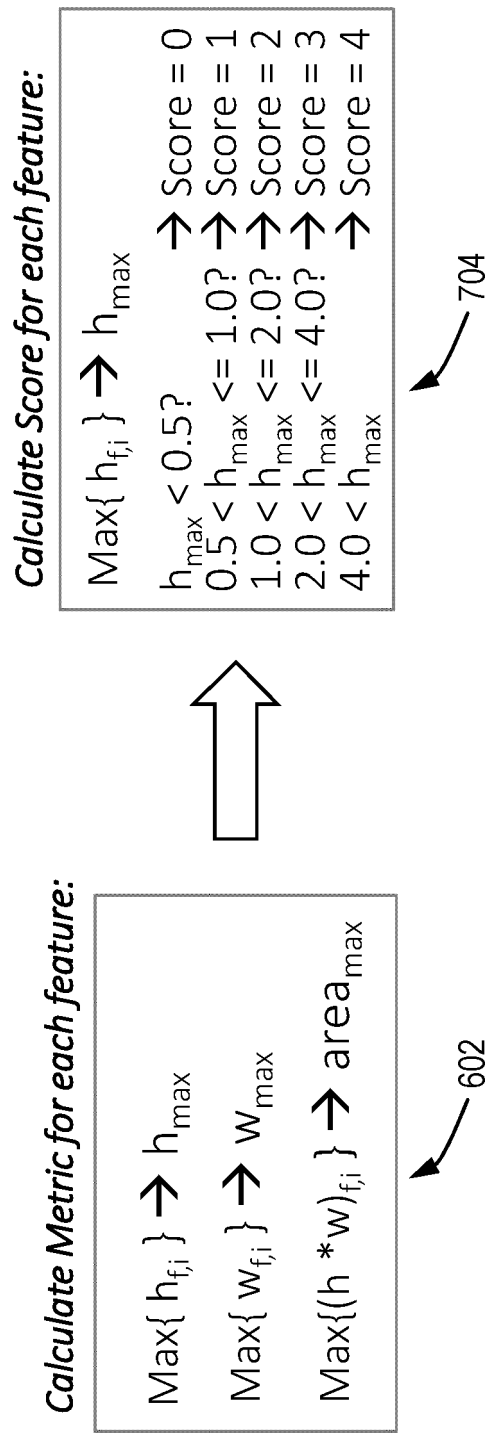 Calculate Metric for each feature:
Max{ h_f,i } → h_max
Max{ w_f,i } → w_max
Max{(h *w)_f,i } → area_max
602
Calculate Score for each feature:
Max{ h_f,i } → h_max
h_max < 0.5? → Score = 0
0.5 < h_max <= 1.0? → Score = 1
1.0 < h_max <= 2.0? → Score = 2
2.0 < h_max <= 4.0? → Score = 3
4.0 < h_max → Score = 4
704